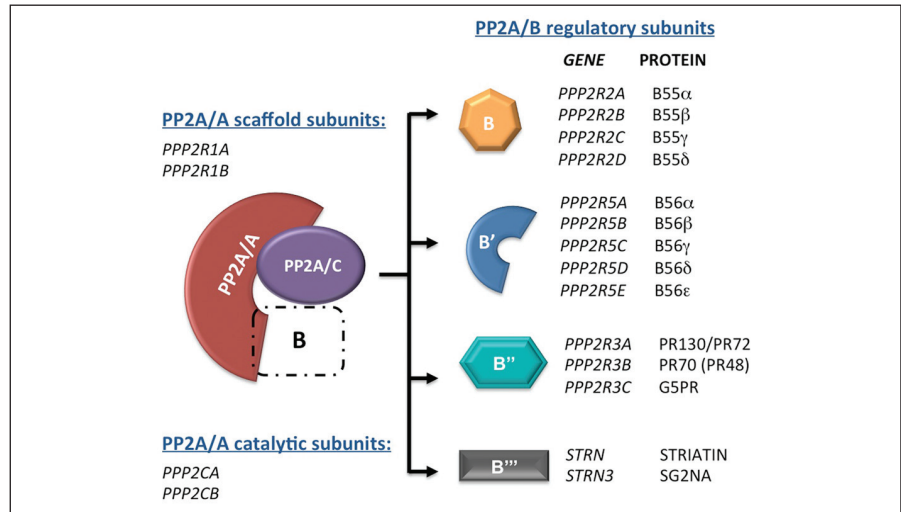 PP2A/B regulatory subunits
GENE PROTEIN
PP2A/A scaffold subunits:
PPP2R1A
PPP2R1B
PP2A/A
PP2A/C
B
PP2A/A catalytic subunits:
PPP2CA
PPP2CB
B
PPP2R2A B55α
PPP2R2B B55β
PPP2R2C B55γ
PPP2R2D B55δ
B'
PPP2R5A B56α
PPP2R5B B56β
PPP2R5C B56γ
PPP2R5D B56δ
PPP2R5E B56ε
B''
PPP2R3A PR130/PR72
PPP2R3B PR70 (PR48)
PPP2R3C G5PR
B'''
STRN STRIATIN
STRN3 SG2NA